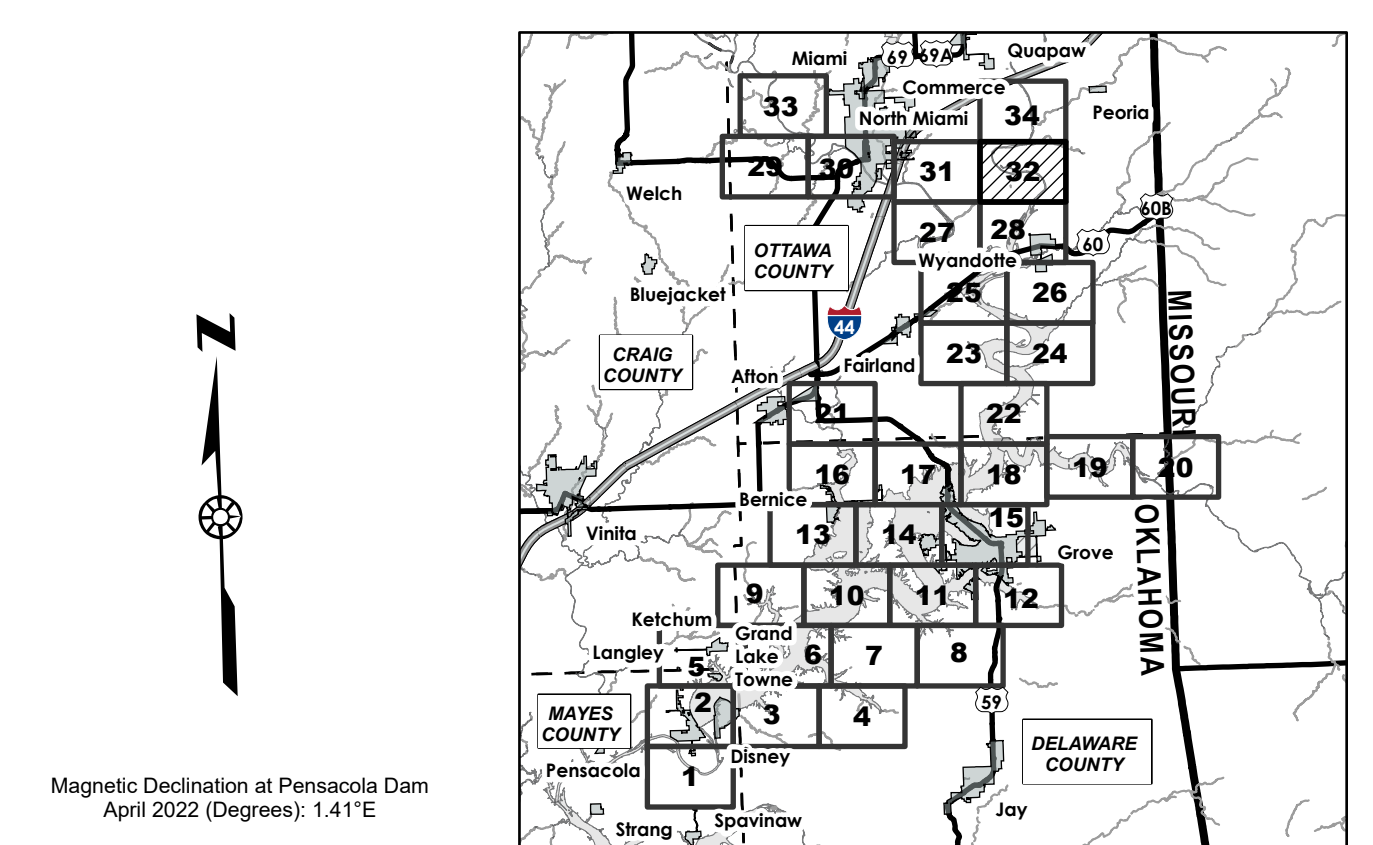 Miami
69
69A
Quapaw
Commerce
33
34
Peoria
North Miami
29
30
31
32
Welch
60B
27
28
60
OTTAWA
COUNTY
Wyandotte
Bluejacket
25
26
MISSOURI
44
N
CRAIG
COUNTY
Fairland
23
24
Afton
21
22
16
17
18
19
20
Bernice
OKLAHOMA
Vinita
13
14
15
Grove
9
10
11
12
Ketchum
Langley
Grand
Lake
Towne
5
6
7
8
59
MAYES
COUNTY
2
3
4
DELAWARE
COUNTY
Disney
Pensacola
1
Magnetic Declination at Pensacola Dam
April 2022 (Degrees): 1.41°E
Jay
Strang
Spavinaw